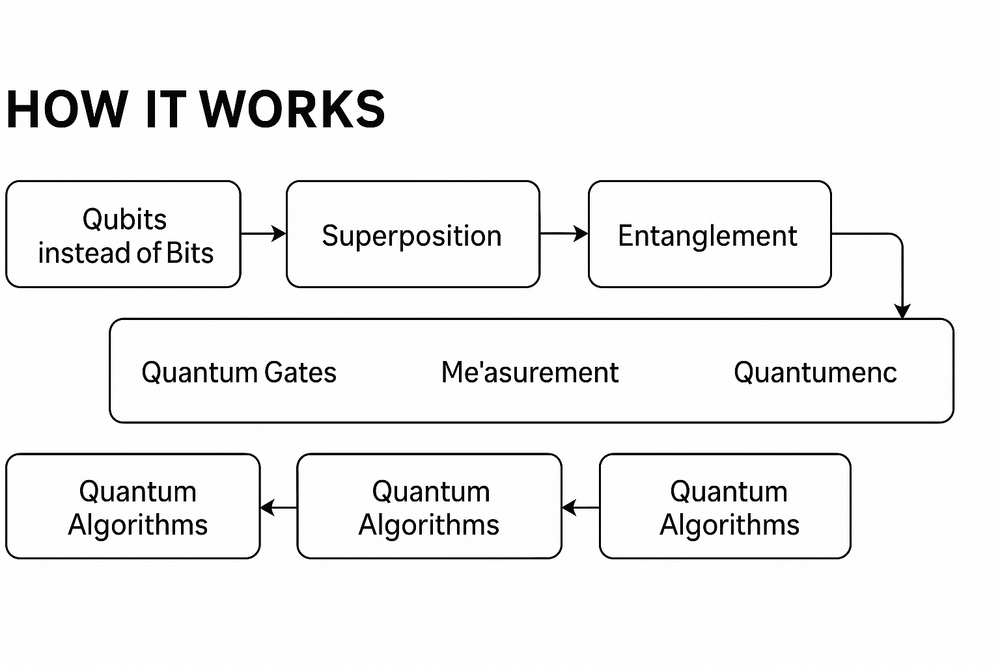 HOW IT WORKS
Qubits
instead of Bits
Superposition
Entanglement
Quantum Gates
Me'asurement
Quantumenc
Quantum
Algorithms
Quantum
Algorithms
Quantum
Algorithms